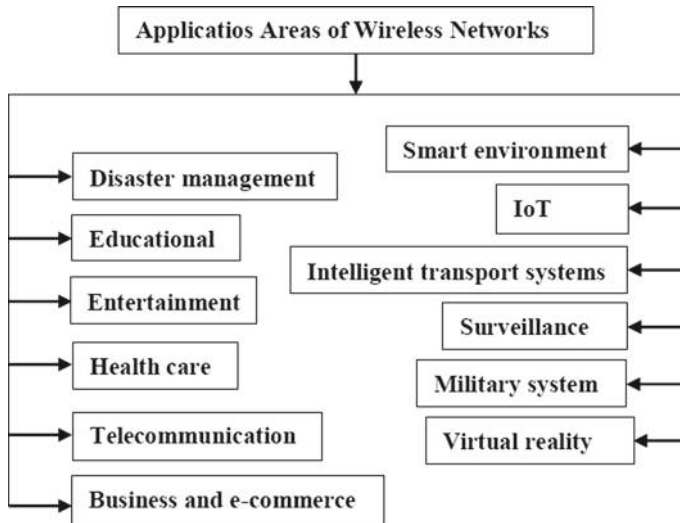 Applicatios Areas of Wireless Networks
Disaster management
Educational
Entertainment
Health care
Telecommunication
Business and e-commerce
Smart environment
IoT
Intelligent transport systems
Surveillance
Military system
Virtual reality